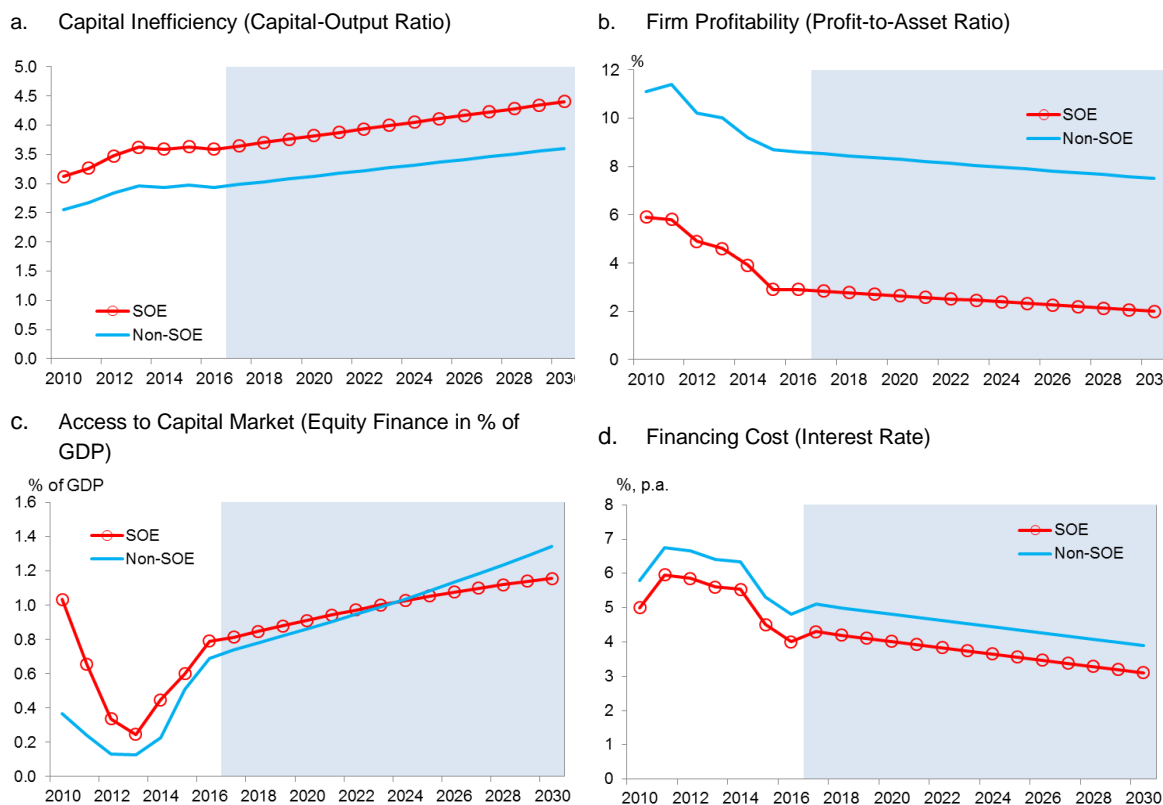 a. Capital Inefficiency (Capital-Output Ratio)
5.0
4.5
4.0
3.5
3.0
2.5
2.0
1.5
1.0
0.5
0.0
SOE
Non-SOE
2010 2012 2014 2016 2018 2020 2022 2024 2026 2028 2030
b. Firm Profitability (Profit-to-Asset Ratio)
%
12
10
8
6
4
2
0
SOE
Non-SOE
2010 2012 2014 2016 2018 2020 2022 2024 2026 2028 203
c. Access to Capital Market (Equity Finance in % of
GDP)
% of GDP
1.6
1.4
1.2
1.0
0.8
0.6
0.4
0.2
0.0
SOE
Non-SOE
2010 2012 2014 2016 2018 2020 2022 2024 2026 2028 2030
d. Financing Cost (Interest Rate)
%, p.a.
8
7
6
5
4
3
2
1
0
SOE
Non-SOE
2010 2012 2014 2016 2018 2020 2022 2024 2026 2028 2030